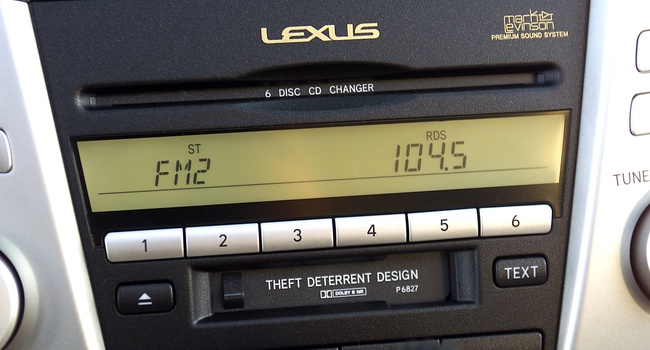 LEXUS
mark Levinson
PREMIUM SOUND SYSTEM
6 DISC CD CHANGER
ST
RDS
FM2
104.5
1 2 3 4 5 6
THEFT DETERRENT DESIGN
DOLBY B NR
P6827
TEXT
TUNE